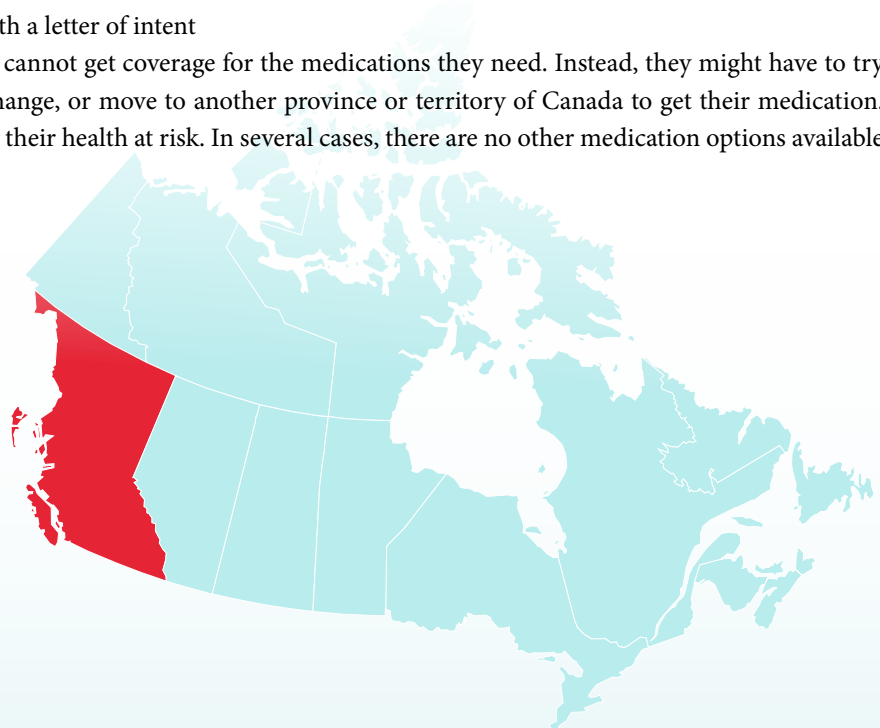 th a letter of intent
cannot get coverage for the medications they need. Instead, they might have to try
hange, or move to another province or territory of Canada to get their medication.
their health at risk. In several cases, there are no other medication options available